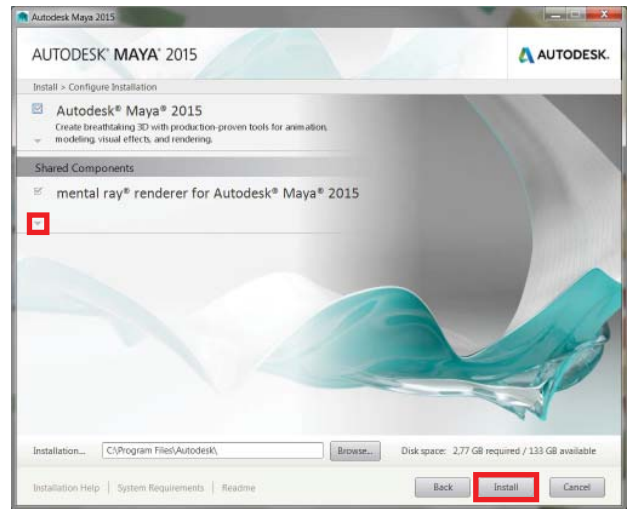 Autodesk Maya 2015
AUTODESK® MAYA® 2015
AUTODESK.
Install > Configure Installation
Autodesk® Maya® 2015
Create breathtaking 3D with production-proven tools for animation,
modeling, visual effects, and rendering.
Shared Components
mental ray® renderer for Autodesk® Maya® 2015
Installation... C:\Program Files\Autodesk\ Browse... Disk space: 2,77 GB required / 133 GB available
Installation Help | System Requirements | Readme Back Install Cancel